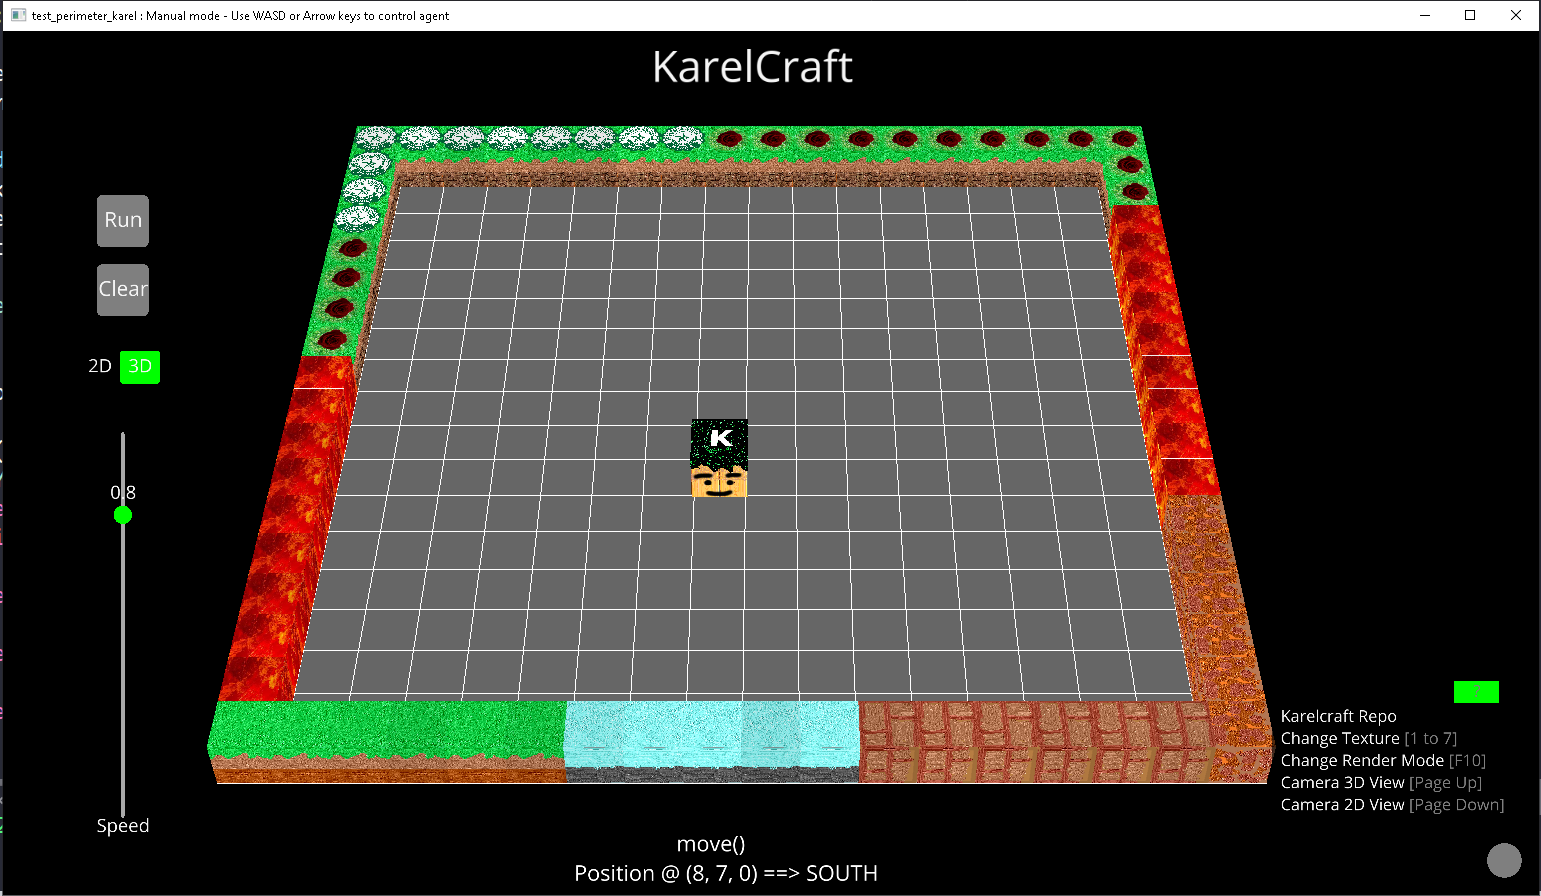 test_perimeter_karel : Manual mode - Use WASD or Arrow keys to control agent
KarelCraft
Run
Clear
2D 3D
K
0.8
Speed
?
Karelcraft Repo
Change Texture [1 to 7]
Change Render Mode [F10]
Camera 3D View [Page Up]
Camera 2D View [Page Down]
move()
Position @ (8, 7, 0) ==> SOUTH